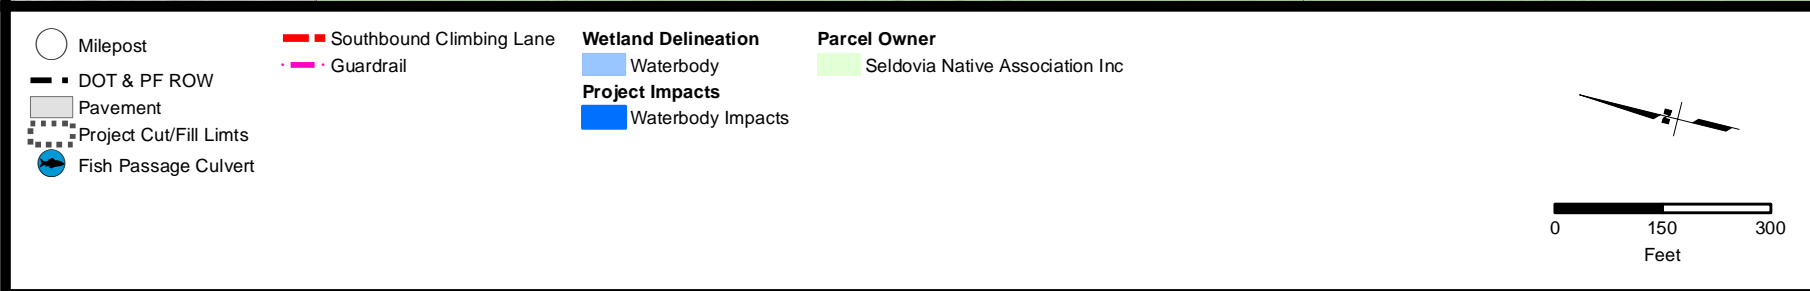 Milepost
DOT & PF ROW
Pavement
Project Cut/Fill Limts
Fish Passage Culvert
Southbound Climbing Lane
Guardrail
Wetland Delineation
Waterbody
Project Impacts
Waterbody Impacts
Parcel Owner
Seldovia Native Association Inc
0 150 300
Feet